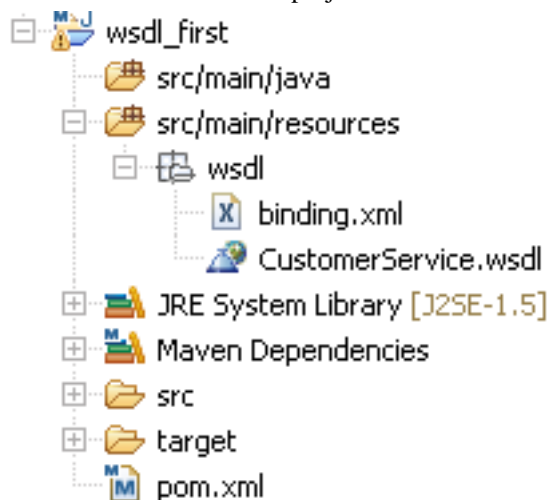 wsdl_first
src/main/java
src/main/resources
wsdl
binding.xml
CustomerService.wsdl
JRE System Library [J2SE-1.5]
Maven Dependencies
src
target
pom.xml